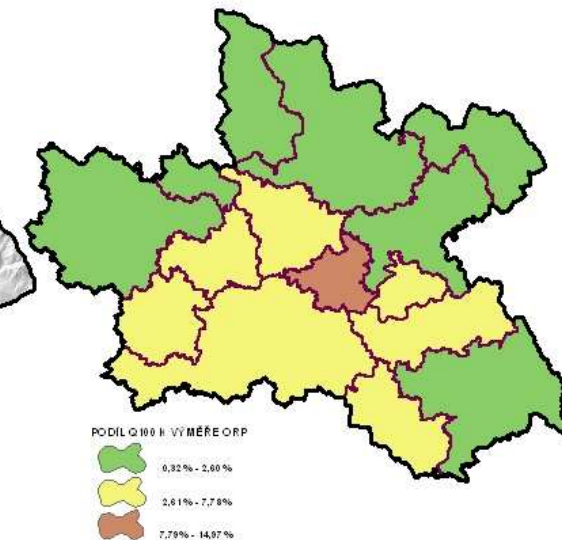 PODÍL Q100 K VÝMĚŘE ORP
0,32 % - 2,60 %
2,61 % - 7,78 %
7,79 % - 14,97 %